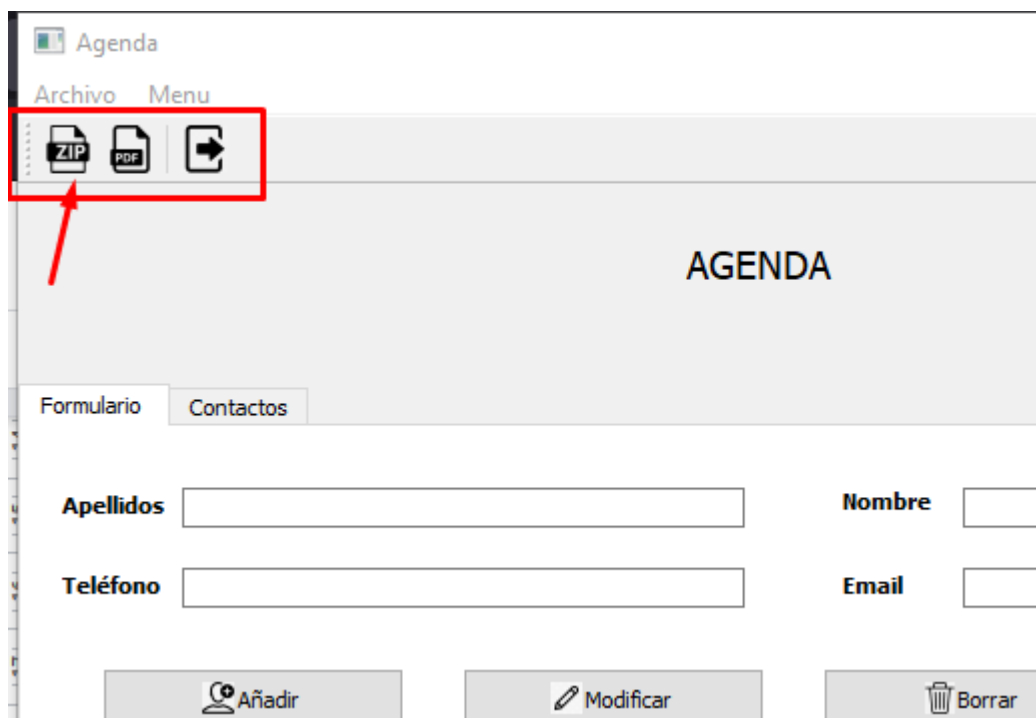 Agenda
Archivo Menu
ZIP PDF
AGENDA
Formulario Contactos
Apellidos Nombre
Teléfono Email
Añadir Modificar Borrar